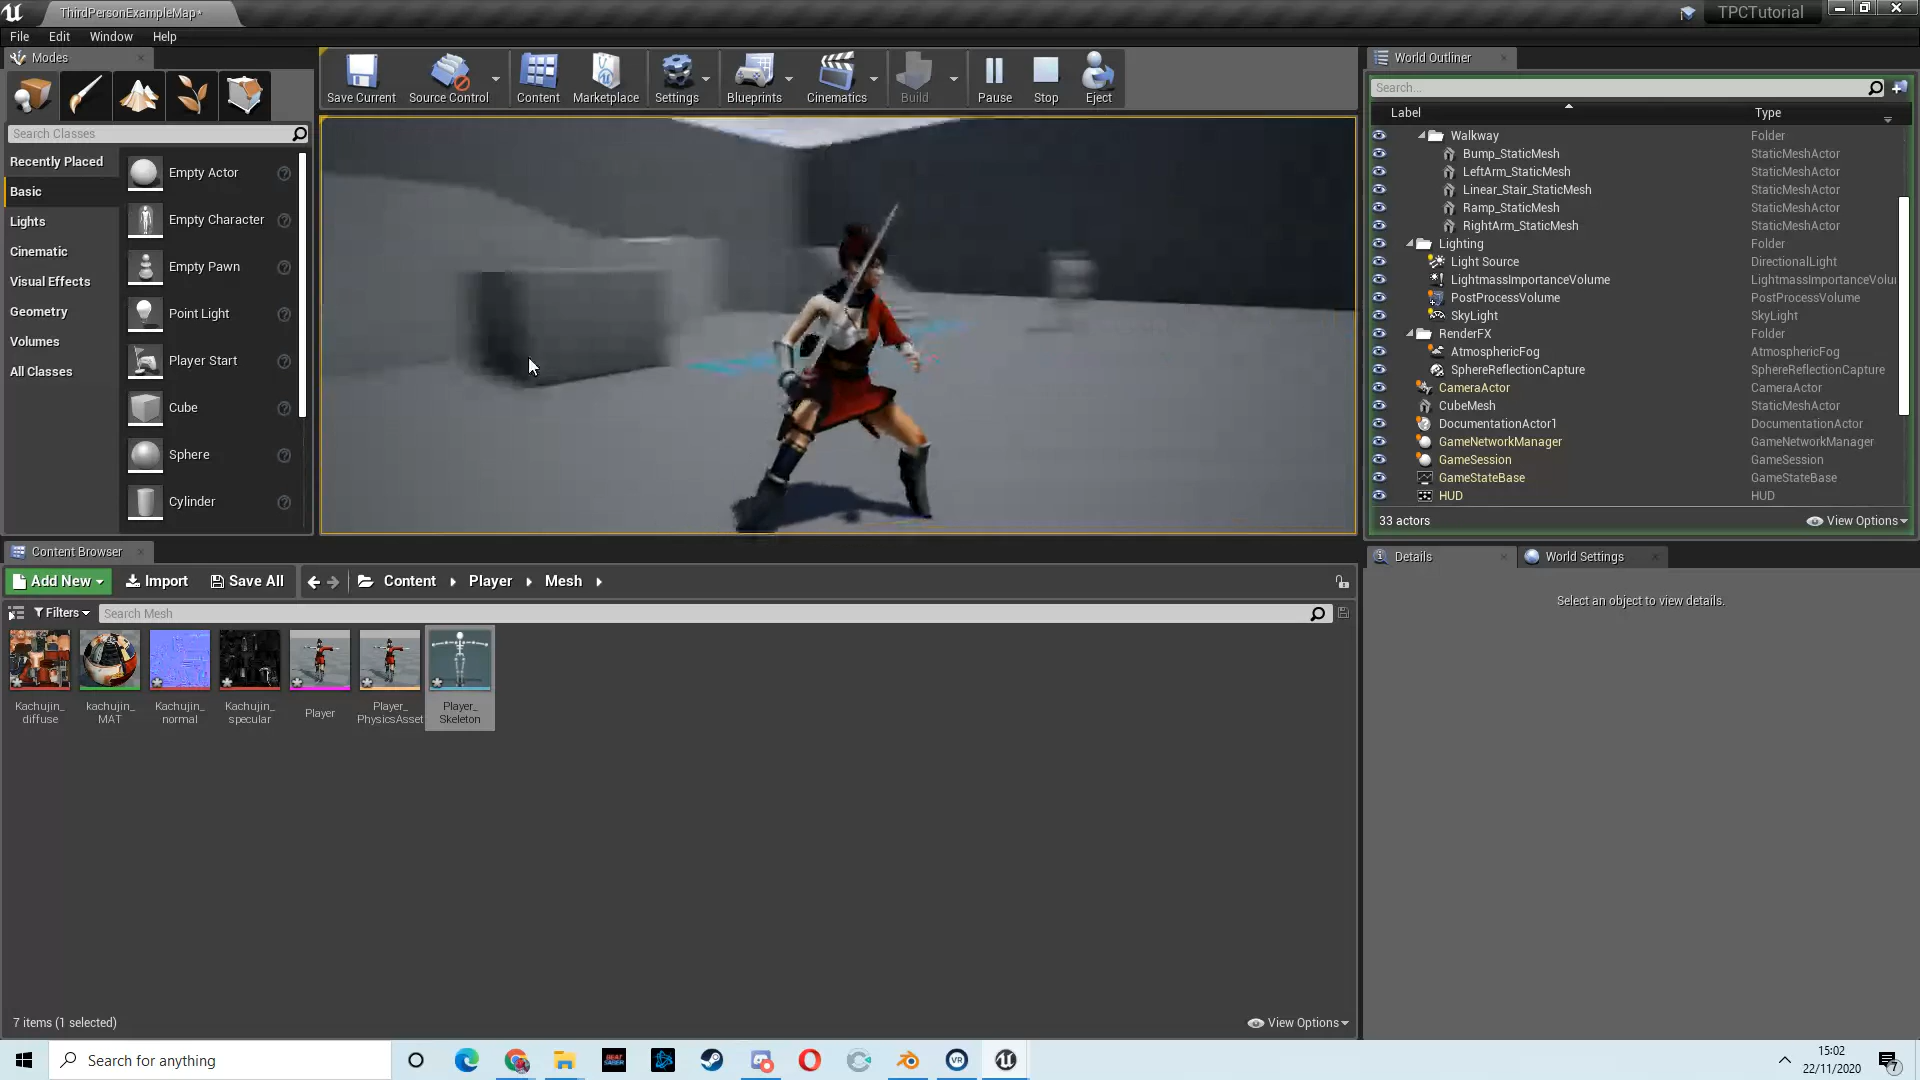 ThirdPersonExampleMap*
TPCTutorial
File Edit Window Help
Modes
Search Classes
Recently Placed
Basic
Lights
Cinematic
Visual Effects
Geometry
Volumes
All Classes
Empty Actor
Empty Character
Empty Pawn
Point Light
Player Start
Cube
Sphere
Cylinder
Save Current
Source Control
Content
Marketplace
Settings
Blueprints
Cinematics
Build
Pause
Stop
Eject
World Outliner
Search...
Label Type
Walkway Folder
Bump_StaticMesh StaticMeshActor
LeftArm_StaticMesh StaticMeshActor
Linear_Stair_StaticMesh StaticMeshActor
Ramp_StaticMesh StaticMeshActor
RightArm_StaticMesh StaticMeshActor
Lighting Folder
Light Source DirectionalLight
LightmassImportanceVolume LightmassImportanceVolu
PostProcessVolume PostProcessVolume
SkyLight SkyLight
RenderFX Folder
AtmosphericFog AtmosphericFog
SphereReflectionCapture SphereReflectionCapture
CameraActor CameraActor
CubeMesh StaticMeshActor
DocumentationActor1 DocumentationActor
GameNetworkManager GameNetworkManager
GameSession GameSession
GameStateBase GameStateBase
HUD HUD
33 actors View Options
Content Browser
Add New Import Save All Content Player Mesh
Filters Search Mesh
Kachujin_
diffuse
kachujin_
MAT
Kachujin_
normal
Kachujin_
specular
Player
Player_
PhysicsAsset
Player_
Skeleton
7 items (1 selected) View Options
Details World Settings
Select an object to view details.
Search for anything
BEAT
SABER
VR
15:02
22/11/2020
7